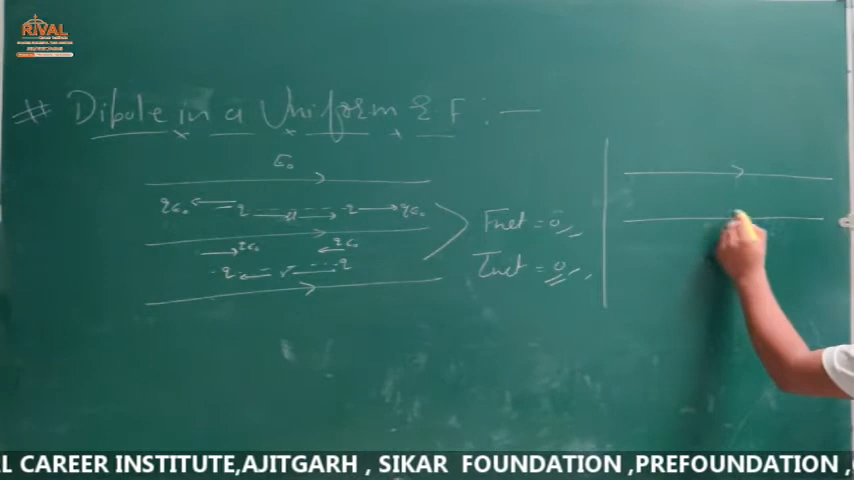 RIVAL
# Dipole in a Uniform E F : —
E₀
qE₀ -q q qE₀
qE₀ qE₀
-q q
Fnet = 0
τnet = 0
L CAREER INSTITUTE,AJITGARH , SIKAR FOUNDATION ,PREFOUNDATION ,